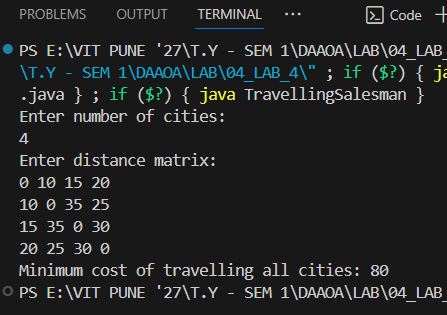 PROBLEMS OUTPUT TERMINAL ··· Code +
PS E:\VIT PUNE '27\T.Y - SEM 1\DAAOA\LAB\04_LAB_
\T.Y - SEM 1\DAAOA\LAB\04_LAB_4\" ; if ($?) { ja
.java } ; if ($?) { java TravellingSalesman }
Enter number of cities:
4
Enter distance matrix:
0 10 15 20
10 0 35 25
15 35 0 30
20 25 30 0
Minimum cost of travelling all cities: 80
PS E:\VIT PUNE '27\T.Y - SEM 1\DAAOA\LAB\04_LAB_